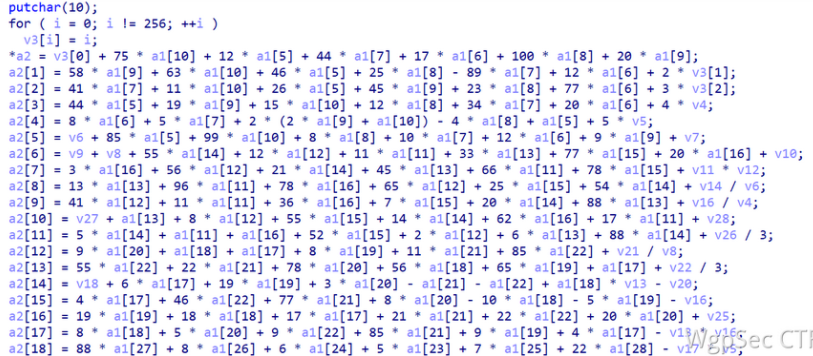 putchar(10);
for ( i = 0; i != 256; ++i )
v3[i] = i;
*a2 = v3[0] + 75 * a1[10] + 12 * a1[5] + 44 * a1[7] + 17 * a1[6] + 100 * a1[8] + 20 * a1[9];
a2[1] = 58 * a1[9] + 63 * a1[10] + 46 * a1[5] + 25 * a1[8] - 89 * a1[7] + 12 * a1[6] + 2 * v3[1];
a2[2] = 41 * a1[7] + 11 * a1[10] + 26 * a1[5] + 45 * a1[9] + 23 * a1[8] + 77 * a1[6] + 3 * v3[2];
a2[3] = 44 * a1[5] + 19 * a1[9] + 15 * a1[10] + 12 * a1[8] + 34 * a1[7] + 20 * a1[6] + 4 * v4;
a2[4] = 8 * a1[6] + 5 * a1[7] + 2 * (2 * a1[9] + a1[10]) - 4 * a1[8] + a1[5] + 5 * v5;
a2[5] = v6 + 85 * a1[5] + 99 * a1[10] + 8 * a1[8] + 10 * a1[7] + 12 * a1[6] + 9 * a1[9] + v7;
a2[6] = v9 + v8 + 55 * a1[14] + 12 * a1[12] + 11 * a1[11] + 33 * a1[13] + 77 * a1[15] + 20 * a1[16] + v10;
a2[7] = 3 * a1[16] + 56 * a1[12] + 21 * a1[14] + 45 * a1[13] + 66 * a1[11] + 78 * a1[15] + v11 * v12;
a2[8] = 13 * a1[13] + 96 * a1[11] + 78 * a1[16] + 65 * a1[12] + 25 * a1[15] + 54 * a1[14] + v14 / v6;
a2[9] = 41 * a1[12] + 11 * a1[11] + 36 * a1[16] + 7 * a1[15] + 20 * a1[14] + 88 * a1[13] + v16 / v4;
a2[10] = v27 + a1[13] + 8 * a1[12] + 55 * a1[15] + 14 * a1[14] + 62 * a1[16] + 17 * a1[11] + v28;
a2[11] = 5 * a1[14] + a1[11] + a1[16] + 52 * a1[15] + 2 * a1[12] + 6 * a1[13] + 88 * a1[14] + v26 / 3;
a2[12] = 9 * a1[20] + a1[18] + a1[17] + 8 * a1[19] + 11 * a1[21] + 85 * a1[22] + v21 / v8;
a2[13] = 55 * a1[22] + 22 * a1[21] + 78 * a1[20] + 56 * a1[18] + 65 * a1[19] + a1[17] + v22 / 3;
a2[14] = v18 + 6 * a1[17] + 19 * a1[19] + 3 * a1[20] - a1[21] - a1[22] + a1[18] * v13 - v20;
a2[15] = 4 * a1[17] + 46 * a1[22] + 77 * a1[21] + 8 * a1[20] - 10 * a1[18] - 5 * a1[19] - v16;
a2[16] = 19 * a1[19] + 18 * a1[18] + 17 * a1[17] + 21 * a1[21] + 22 * a1[22] + 20 * a1[20] + v25;
a2[17] = 8 * a1[18] + 5 * a1[20] + 9 * a1[22] + 85 * a1[21] + 9 * a1[19] + 4 * a1[17] -
a2[18] = 88 * a1[27] + 8 * a1[26] + 6 * a1[24] + 5 * a1[23] + 7 * a1[25] + 22 * a1[28] -
WgpSec CTF